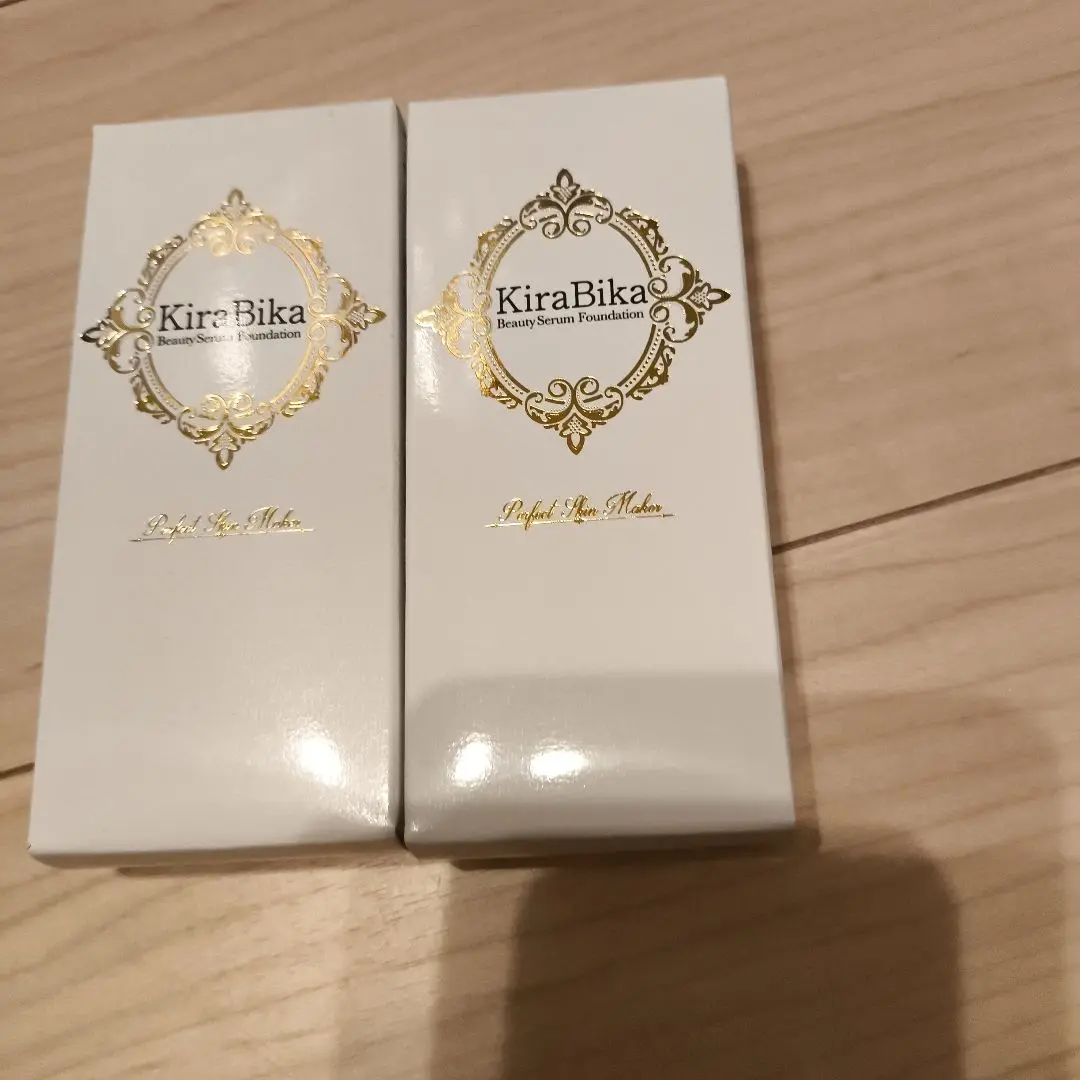 KiraBika
Beauty Serum Foundation
Perfect Skin Maker
KiraBika
Beauty Serum Foundation
Perfect Skin Maker